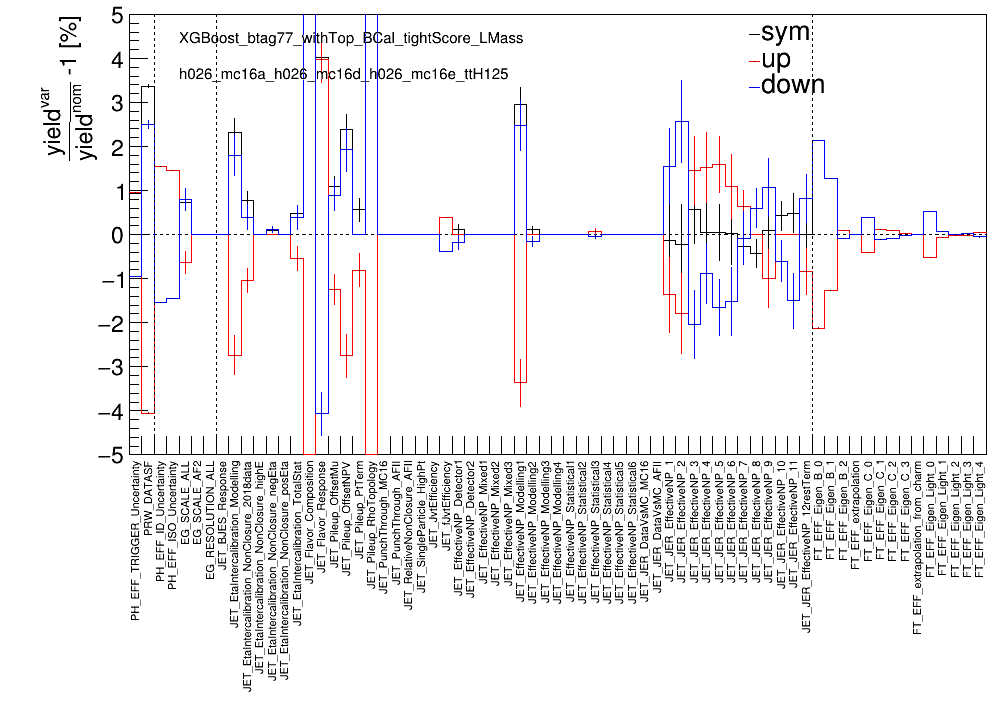 5
4
3
2
1
0
−1
−2
−3
−4
−5
yield^var / yield^nom -1 [%]
XGBoost_btag77_withTop_BCal_tightScore_LMass
h026_mc16a_h026_mc16d_h026_mc16e_ttH125
sym
up
down
PH_EFF_TRIGGER_Uncertainty
PRW_DATASF
PH_EFF_ID_Uncertainty
PH_EFF_ISO_Uncertainty
EG_SCALE_ALL
EG_SCALE_AF2
EG_RESOLUTION_ALL
JET_BJES_Response
JET_EtaIntercalibration_Modelling
JET_EtaIntercalibration_NonClosure_2018data
JET_EtaIntercalibration_NonClosure_highE
JET_EtaIntercalibration_NonClosure_negEta
JET_EtaIntercalibration_NonClosure_posEta
JET_EtaIntercalibration_TotalStat
JET_Flavor_Composition
JET_Flavor_Response
JET_Pileup_OffsetMu
JET_Pileup_OffsetNPV
JET_Pileup_PtTerm
JET_Pileup_RhoTopology
JET_PunchThrough_MC16
JET_PunchThrough_AFII
JET_RelativeNonClosure_AFII
JET_SingleParticle_HighPt
JET_JvtEfficiency
JET_fJvtEfficiency
JET_EffectiveNP_Detector1
JET_EffectiveNP_Detector2
JET_EffectiveNP_Mixed1
JET_EffectiveNP_Mixed2
JET_EffectiveNP_Mixed3
JET_EffectiveNP_Modelling1
JET_EffectiveNP_Modelling2
JET_EffectiveNP_Modelling3
JET_EffectiveNP_Modelling4
JET_EffectiveNP_Statistical1
JET_EffectiveNP_Statistical2
JET_EffectiveNP_Statistical3
JET_EffectiveNP_Statistical4
JET_EffectiveNP_Statistical5
JET_EffectiveNP_Statistical6
JET_JER_DataVsMC_MC16
JET_JER_DataVsMC_AFII
JET_JER_EffectiveNP_1
JET_JER_EffectiveNP_2
JET_JER_EffectiveNP_3
JET_JER_EffectiveNP_4
JET_JER_EffectiveNP_5
JET_JER_EffectiveNP_6
JET_JER_EffectiveNP_7
JET_JER_EffectiveNP_8
JET_JER_EffectiveNP_9
JET_JER_EffectiveNP_10
JET_JER_EffectiveNP_11
JET_JER_EffectiveNP_12restTerm
FT_EFF_Eigen_B_0
FT_EFF_Eigen_B_1
FT_EFF_Eigen_B_2
FT_EFF_extrapolation
FT_EFF_Eigen_C_0
FT_EFF_Eigen_C_1
FT_EFF_Eigen_C_2
FT_EFF_Eigen_C_3
FT_EFF_extrapolation_from_charm
FT_EFF_Eigen_Light_0
FT_EFF_Eigen_Light_1
FT_EFF_Eigen_Light_2
FT_EFF_Eigen_Light_3
FT_EFF_Eigen_Light_4